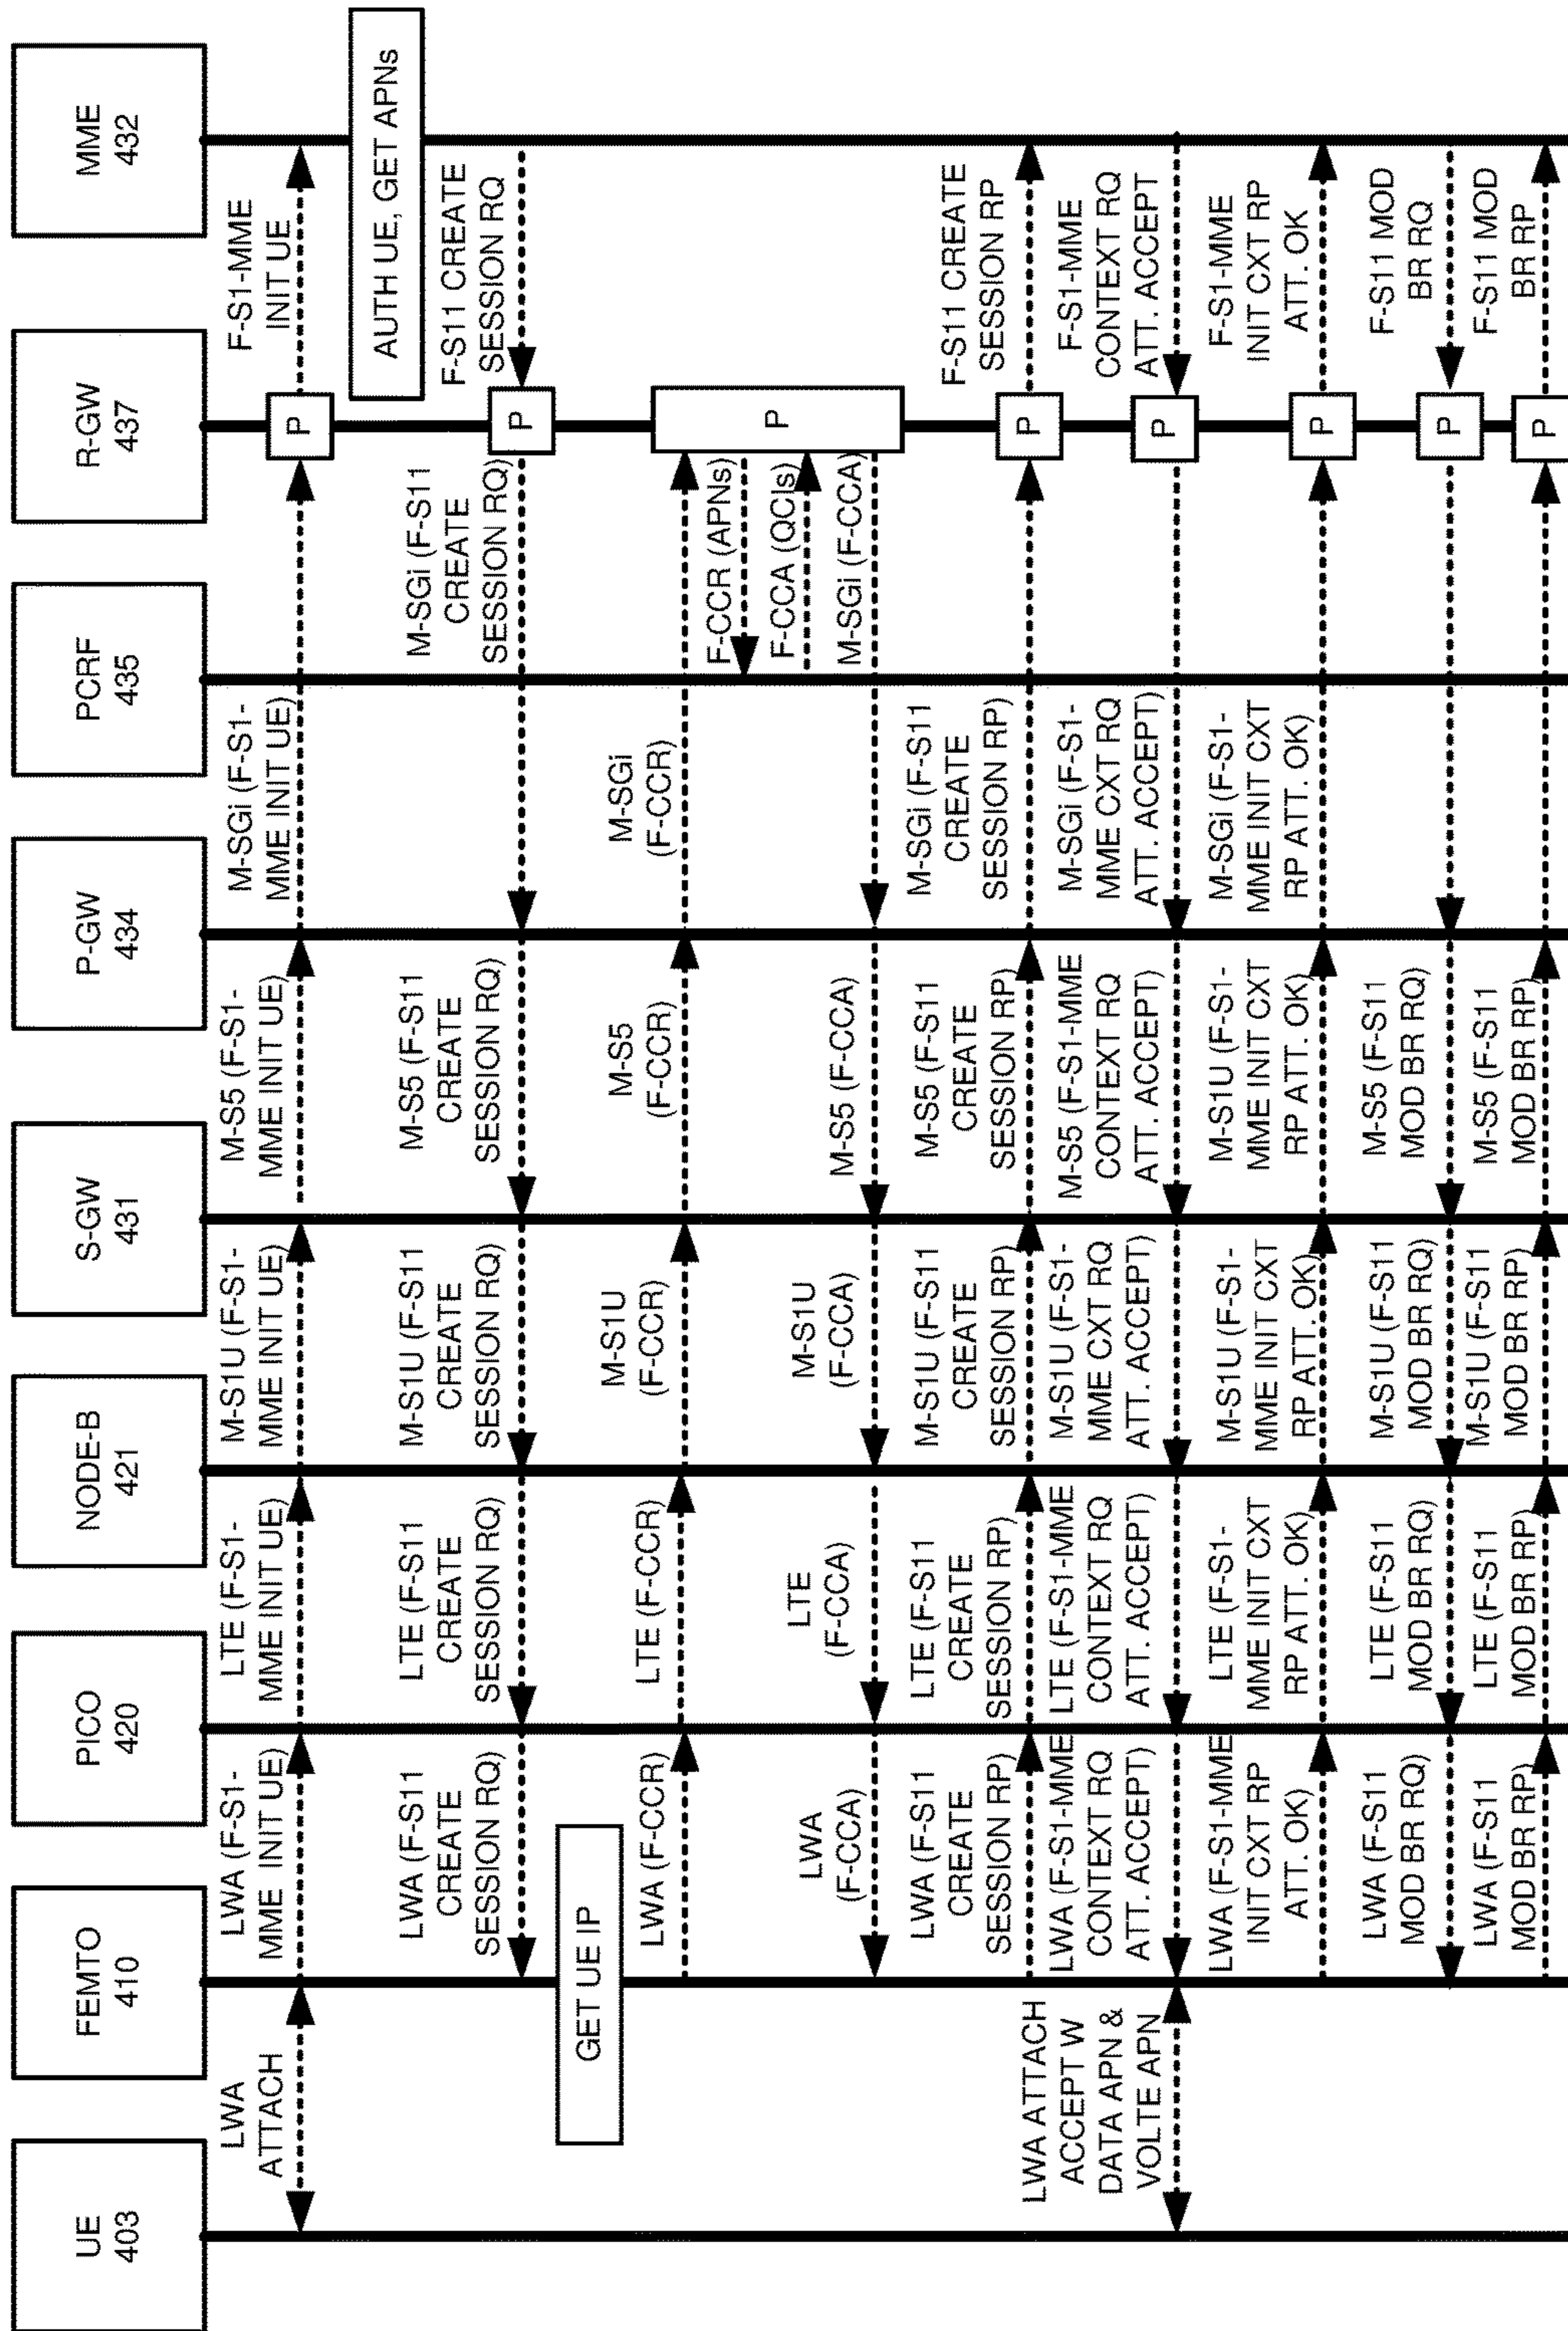 UE
403
FEMTO
410
PICO
420
NODE-B
421
S-GW
431
P-GW
434
PCRF
435
R-GW
437
MME
432
LWA
ATTACH
LWA (F-S1-
MME INIT UE)
LTE (F-S1-
MME INIT UE)
M-S1U (F-S1-
MME INIT UE)
M-S5 (F-S1-
MME INIT UE)
M-SGi (F-S1-
MME INIT UE)
P
F-S1-MME
INIT UE
AUTH UE, GET APNs
LWA (F-S11
CREATE
SESSION RQ)
LTE (F-S11
CREATE
SESSION RQ)
M-S1U (F-S11
CREATE
SESSION RQ)
M-S5 (F-S11
CREATE
SESSION RQ)
M-SGi (F-S11
CREATE
SESSION RQ)
P
F-S11 CREATE
SESSION RQ
GET UE IP
LWA (F-CCR)
LTE (F-CCR)
M-S1U
(F-CCR)
M-S5
(F-CCR)
M-SGi
(F-CCR)
P
F-CCR (APNs)
F-CCA (QCIs)
LWA
(F-CCA)
LTE
(F-CCA)
M-S1U
(F-CCA)
M-S5 (F-CCA)
M-SGi (F-CCA)
LWA (F-S11
CREATE
SESSION RP)
LTE (F-S11
CREATE
SESSION RP)
M-S1U (F-S11
CREATE
SESSION RP)
M-S5 (F-S11
CREATE
SESSION RP)
M-SGi (F-S11
CREATE
SESSION RP)
P
F-S11 CREATE
SESSION RP
LWA ATTACH
ACCEPT W
DATA APN &
VOLTE APN
LWA (F-S1-MME
CONTEXT RQ
ATT. ACCEPT)
LTE (F-S1-MME
CONTEXT RQ
ATT. ACCEPT)
M-S1U (F-S1-
MME CXT RQ
ATT. ACCEPT)
M-S5 (F-S1-MME
CONTEXT RQ
ATT. ACCEPT)
M-SGi (F-S1-
MME CXT RQ
ATT. ACCEPT)
P
F-S1-MME
CONTEXT RQ
ATT. ACCEPT
LWA (F-S1-MME
INIT CXT RP
ATT. OK)
LTE (F-S1-
MME INIT CXT
RP ATT. OK)
M-S1U (F-S1-
MME INIT CXT
RP ATT. OK)
M-S1U (F-S1-
MME INIT CXT
RP ATT. OK)
M-SGi (F-S1-
MME INIT CXT
RP ATT. OK)
P
F-S1-MME
INIT CXT RP
ATT. OK
LWA (F-S11
MOD BR RQ)
LTE (F-S11
MOD BR RQ)
M-S1U (F-S11
MOD BR RQ)
M-S5 (F-S11
MOD BR RQ)
P
F-S11 MOD
BR RQ
LWA (F-S11
MOD BR RP)
LTE (F-S11
MOD BR RP)
M-S1U (F-S11
MOD BR RP)
M-S5 (F-S11
MOD BR RP)
P
F-S11 MOD
BR RP